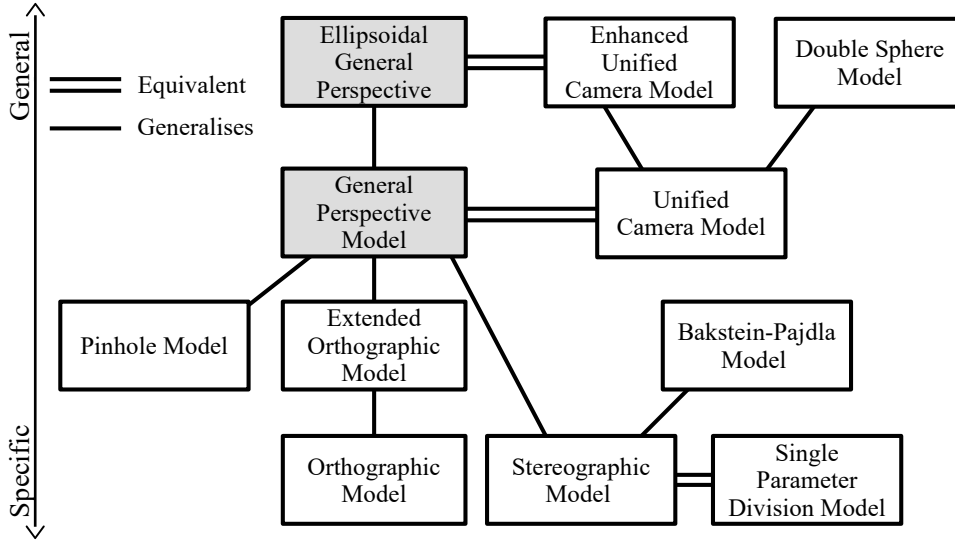 General
Specific
Equivalent
Generalises
Ellipsoidal
General
Perspective
Enhanced
Unified
Camera Model
Double Sphere
Model
General
Perspective
Model
Unified
Camera Model
Pinhole Model
Extended
Orthographic
Model
Bakstein-Pajdla
Model
Orthographic
Model
Stereographic
Model
Single
Parameter
Division Model